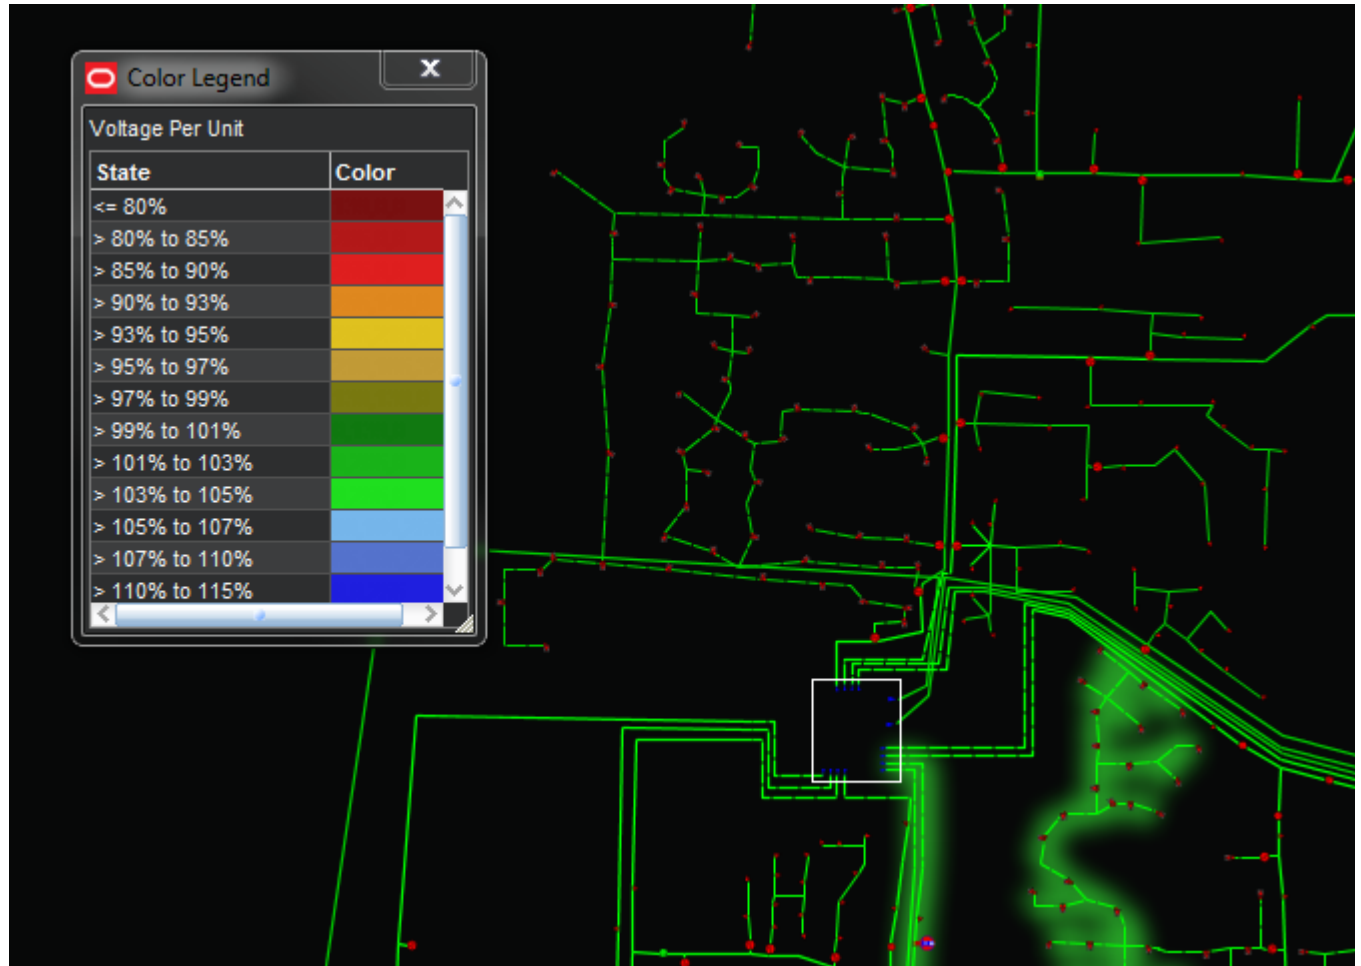 Color Legend
X
Voltage Per Unit
State Color
<= 80%
> 80% to 85%
> 85% to 90%
> 90% to 93%
> 93% to 95%
> 95% to 97%
> 97% to 99%
> 99% to 101%
> 101% to 103%
> 103% to 105%
> 105% to 107%
> 107% to 110%
> 110% to 115%